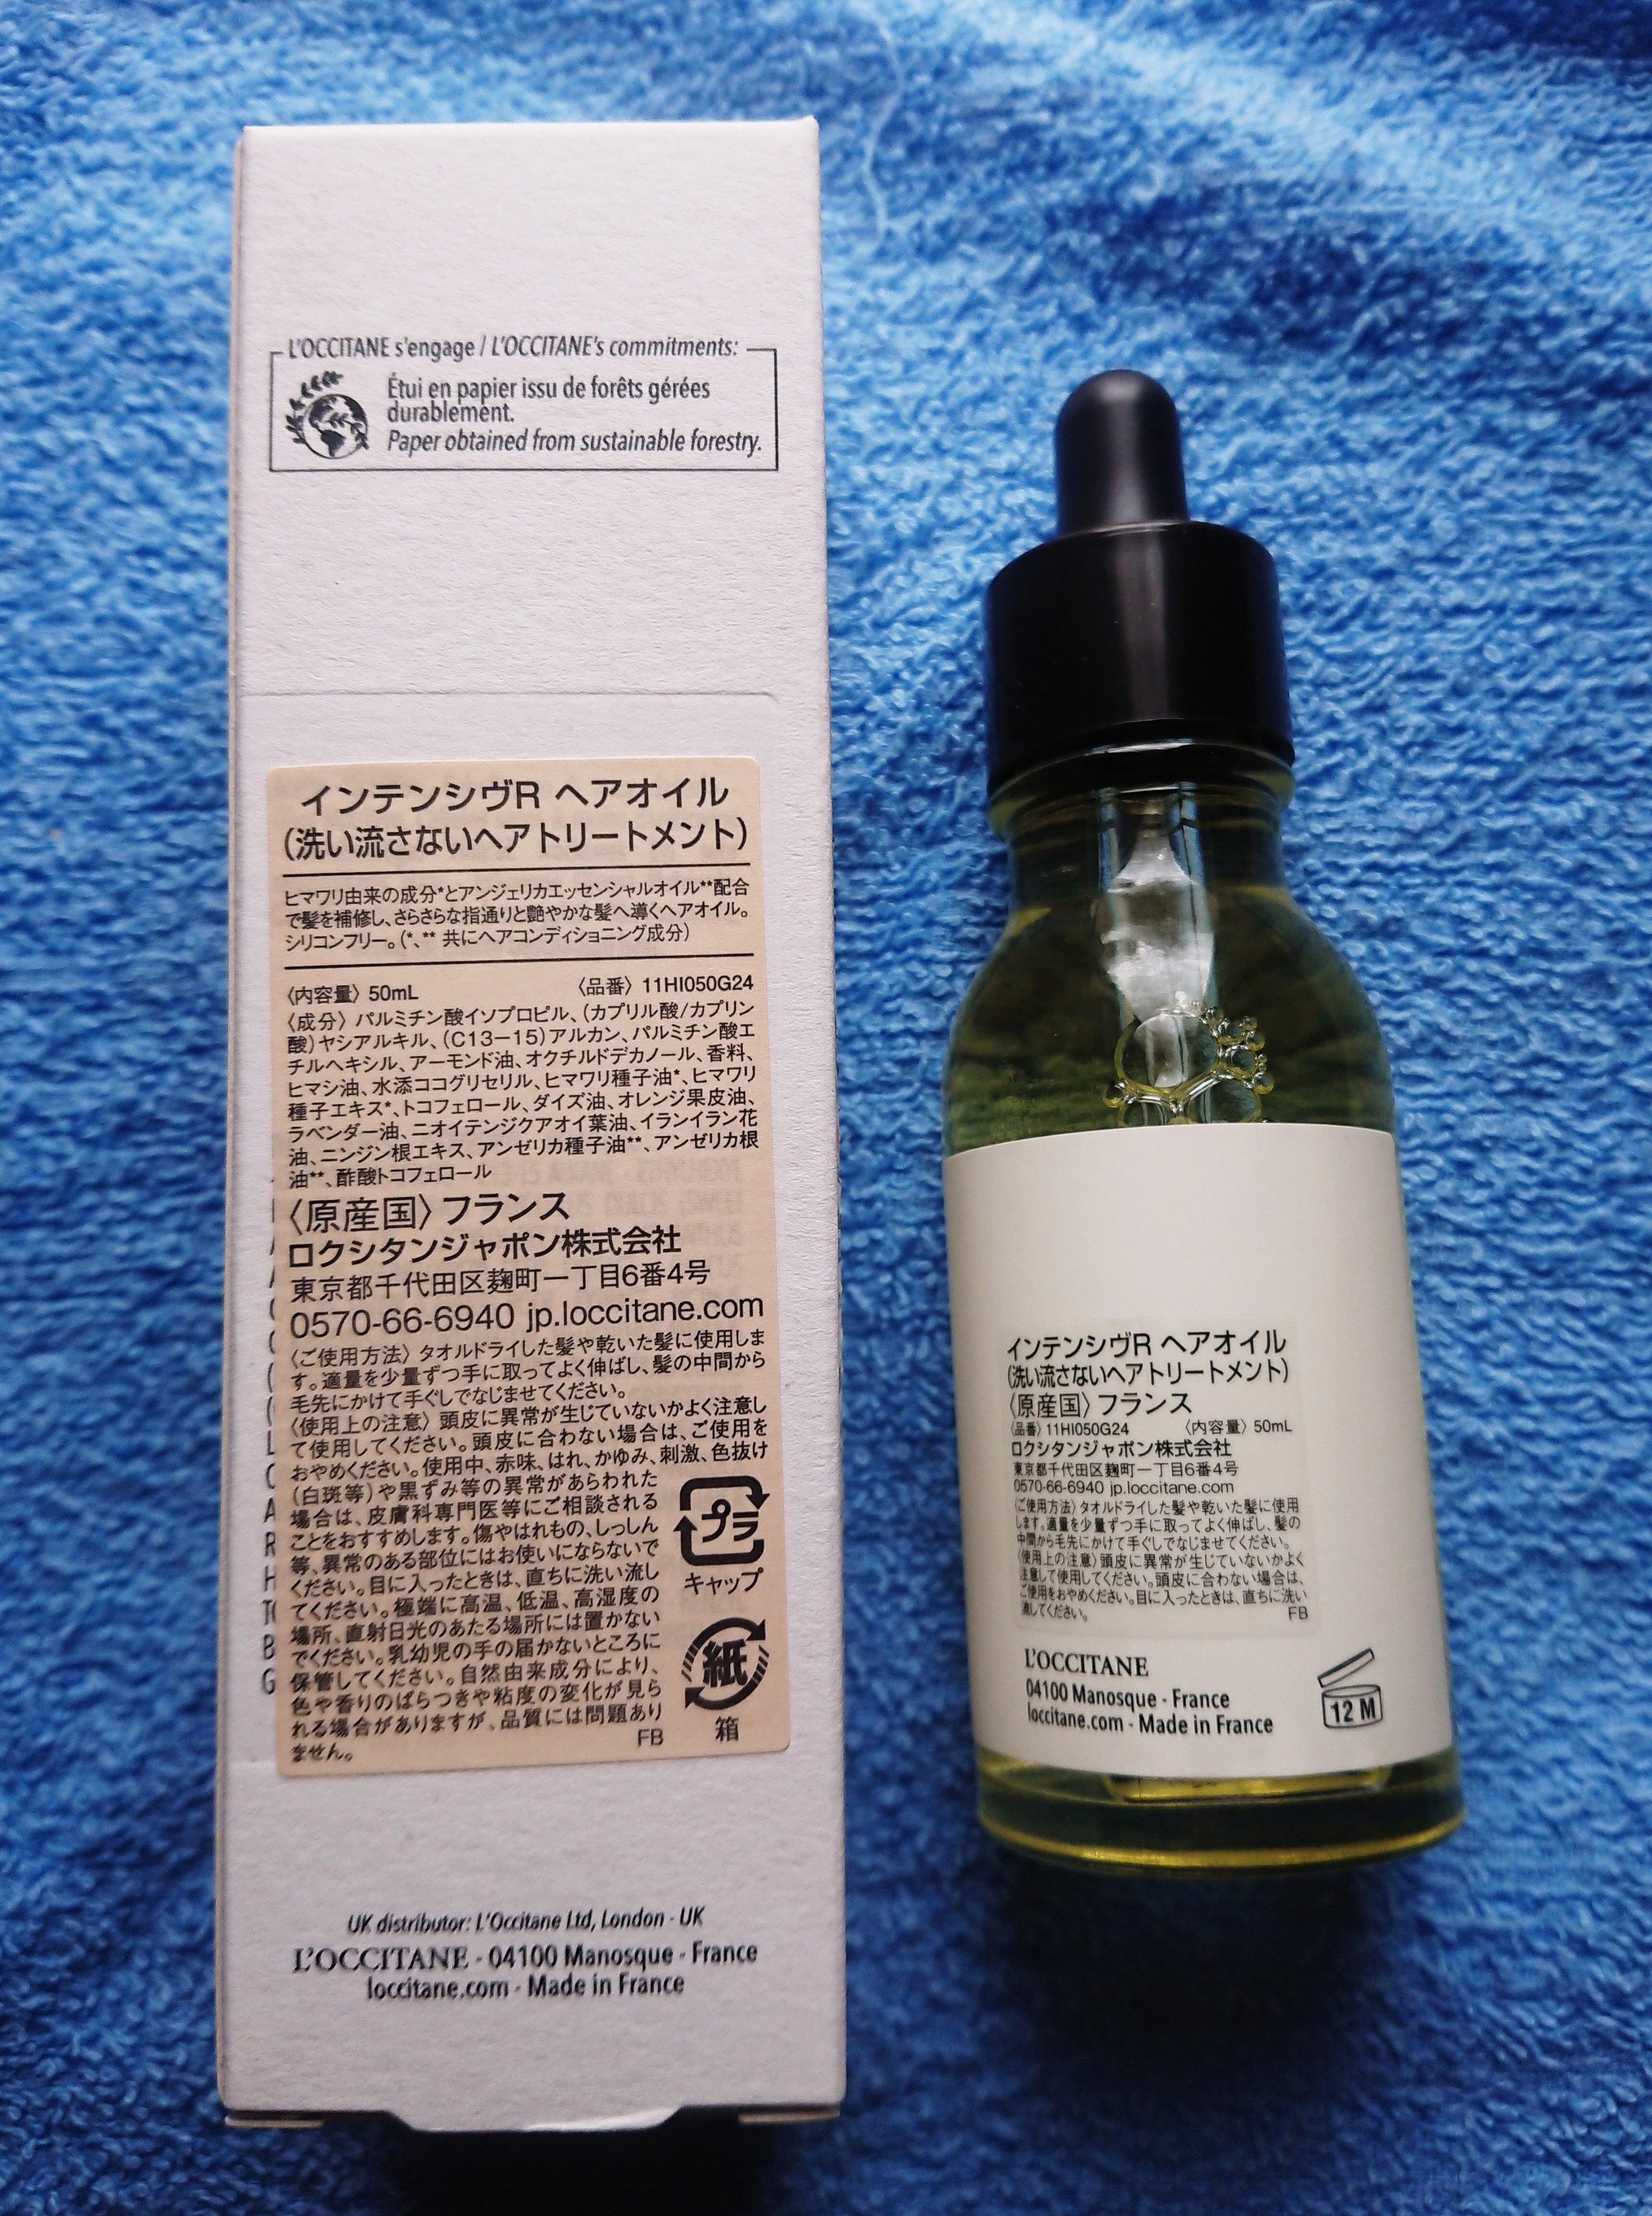 L'OCCITANE s'engage / L'OCCITANE's commitments:
Étui en papier issu de forêts gérées
durablement.
Paper obtained from sustainable forestry.
インテンシヴR ヘアオイル
(洗い流さないヘアトリートメント)
ヒマワリ由来の成分*とアンジェリカエッセンシャルオイル**配合
で髪を補修し、さらさらな指通りと艶やかな髪へ導くヘアオイル。
シリコンフリー。(*、** 共にヘアコンディショニング成分)
〈内容量〉50mL 〈品番〉11HI050G24
〈成分〉パルミチン酸イソプロピル、(カプリル酸/カプリン
酸)ヤシアルキル、(C13−15)アルカン、パルミチン酸エ
チルヘキシル、アーモンド油、オクチルドデカノール、香料、
ヒマシ油、水添ココグリセリル、ヒマワリ種子油*、ヒマワリ
種子エキス*、トコフェロール、ダイズ油、オレンジ果皮油、
ラベンダー油、ニオイテンジクアオイ葉油、イランイラン花
油、ニンジン根エキス、アンゼリカ種子油**、アンゼリカ根
油**、酢酸トコフェロール
〈原産国〉フランス
ロクシタンジャポン株式会社
東京都千代田区麹町一丁目6番4号
0570-66-6940 jp.loccitane.com
〈ご使用方法〉タオルドライした髪や乾いた髪に使用しま
す。適量を少量ずつ手に取ってよく伸ばし、髪の中間から
毛先にかけて手ぐしでなじませてください。
〈使用上の注意〉頭皮に異常が生じていないかよく注意し
て使用してください。頭皮に合わない場合は、ご使用を
おやめください。使用中、赤味、はれ、かゆみ、刺激、色抜け
(白斑等)や黒ずみ等の異常があらわれた
場合は、皮膚科専門医等にご相談される
ことをおすすめします。傷やはれもの、しっしん
等、異常のある部位にはお使いにならないで
ください。目に入ったときは、直ちに洗い流し
てください。極端に高温、低温、高湿度の
場所、直射日光のあたる場所には置かない
でください。乳幼児の手の届かないところに
保管してください。自然由来成分により、
色や香りのばらつきや粘度の変化が見ら
れる場合がありますが、品質には問題あり
ません。
FB
プラ
キャップ
紙
箱
UK distributor: L'Occitane Ltd, London - UK
L'OCCITANE - 04100 Manosque - France
loccitane.com - Made in France
インテンシヴR ヘアオイル
(洗い流さないヘアトリートメント)
〈原産国〉フランス
〈品番〉11HI050G24 〈内容量〉50mL
ロクシタンジャポン株式会社
東京都千代田区麹町一丁目6番4号
0570-66-6940 jp.loccitane.com
〈ご使用方法〉タオルドライした髪や乾いた髪に使用
します。適量を少量ずつ手に取ってよく伸ばし、髪の
中間から毛先にかけて手ぐしでなじませてください。
〈使用上の注意〉頭皮に異常が生じていないかよく
注意して使用してください。頭皮に合わない場合は、
ご使用をおやめください。目に入ったときは、直ちに洗い
流してください。 FB
L'OCCITANE
04100 Manosque - France
loccitane.com - Made in France
12 M